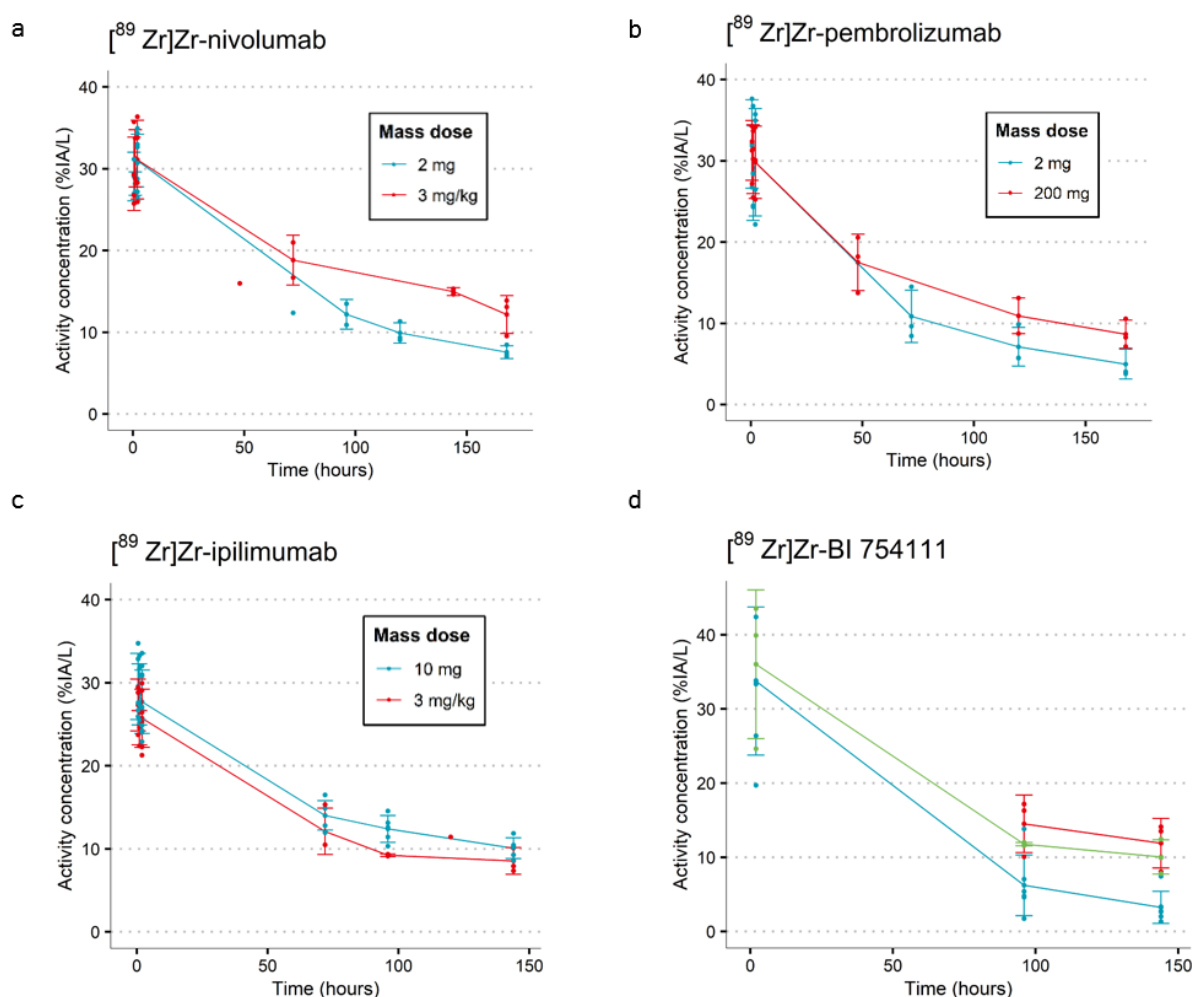 a
[⁸⁹ Zr]Zr-nivolumab
Activity concentration (%IA/L)
40
30
20
10
0
Mass dose
2 mg
3 mg/kg
0 50 100 150
Time (hours)
b
[⁸⁹ Zr]Zr-pembrolizumab
Activity concentration (%IA/L)
40
30
20
10
0
Mass dose
2 mg
200 mg
0 50 100 150
Time (hours)
c
[⁸⁹ Zr]Zr-ipilimumab
Activity concentration (%IA/L)
40
30
20
10
0
Mass dose
10 mg
3 mg/kg
0 50 100 150
Time (hours)
d
[⁸⁹ Zr]Zr-BI 754111
Activity concentration (%IA/L)
40
30
20
10
0
0 50 100 150
Time (hours)